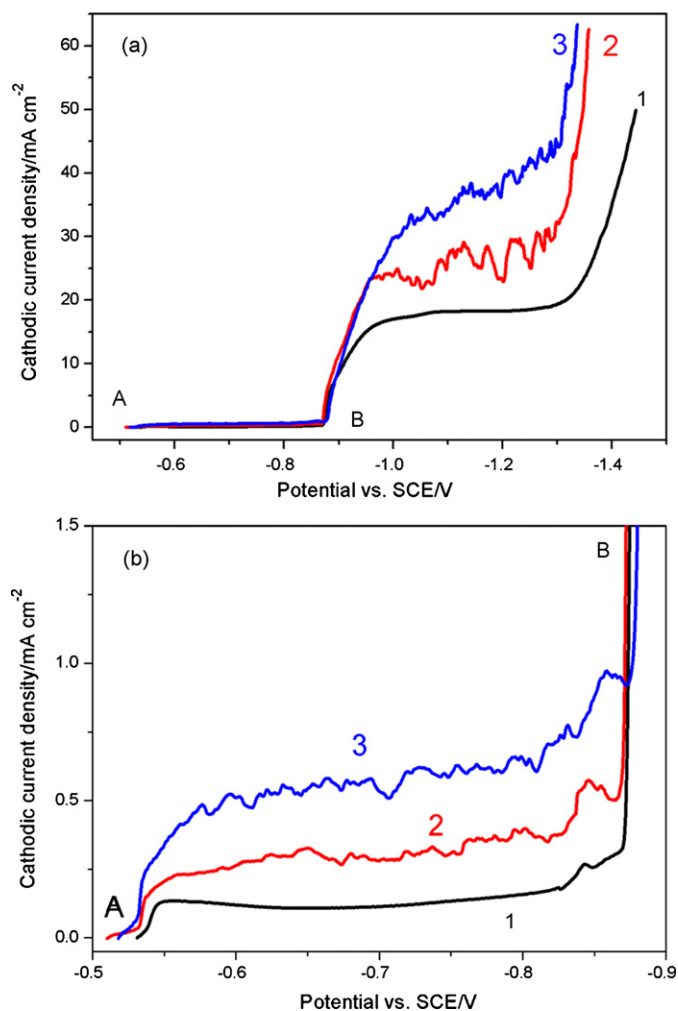 (a)
3
2
1
A
B
60
50
40
30
20
10
0
Cathodic current density/mA cm⁻²
-0.6 -0.8 -1.0 -1.2 -1.4
Potential vs. SCE/V
(b)
B
3
2
1
A
1.5
1.0
0.5
0.0
Cathodic current density/mA cm⁻²
-0.5 -0.6 -0.7 -0.8 -0.9
Potential vs. SCE/V